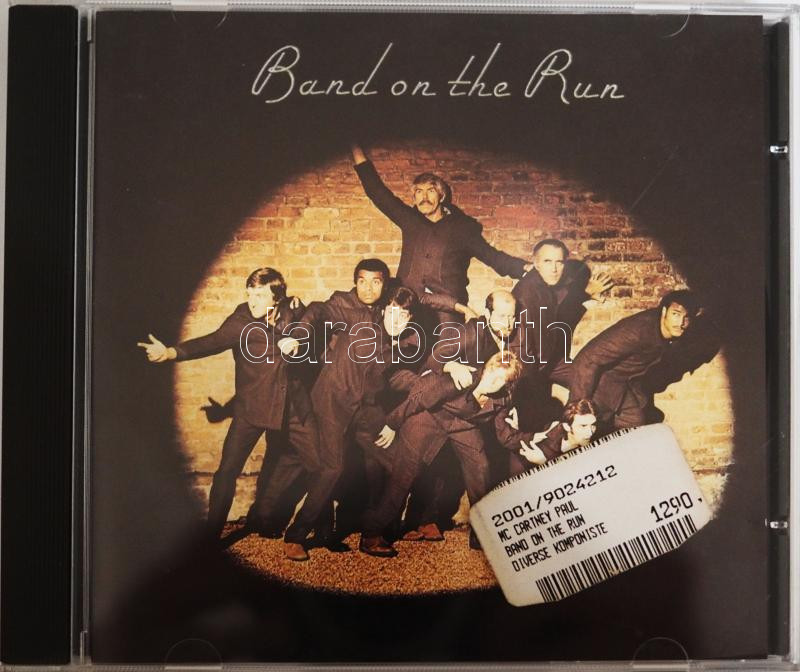 Band on the Run
darabanth
2001/9024212
MC CARTNEY PAUL
BAND ON THE RUN
DIVERSE KOMPONISTE
1290.